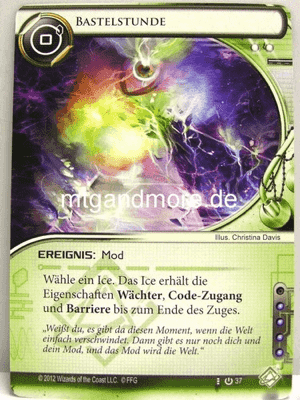 BASTELSTUNDE
0
mtgandmore.de
Illus. Christina Davis
EREIGNIS: Mod
Wähle ein Ice. Das Ice erhält die
Eigenschaften Wächter, Code-Zugang
und Barriere bis zum Ende des Zuges.
„Weißt du, es gibt da diesen Moment, wenn die Welt
einfach verschwindet. Dann gibt es nur noch dich und
dein Mod, und das Mod wird die Welt.“
© 2012 Wizards of the Coast LLC. © FFG
37